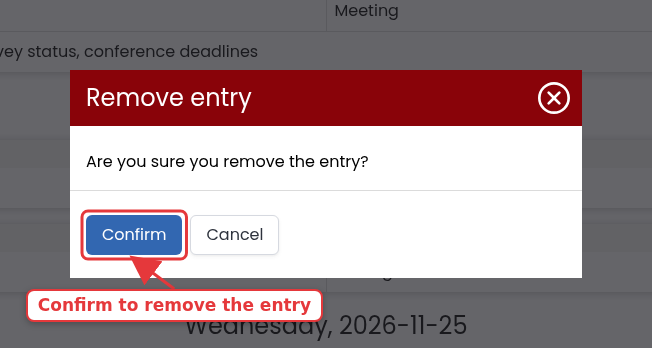 Meeting
vey status, conference deadlines
Remove entry
Are you sure you remove the entry?
Confirm
Cancel
Confirm to remove the entry
Wednesday, 2026-11-25